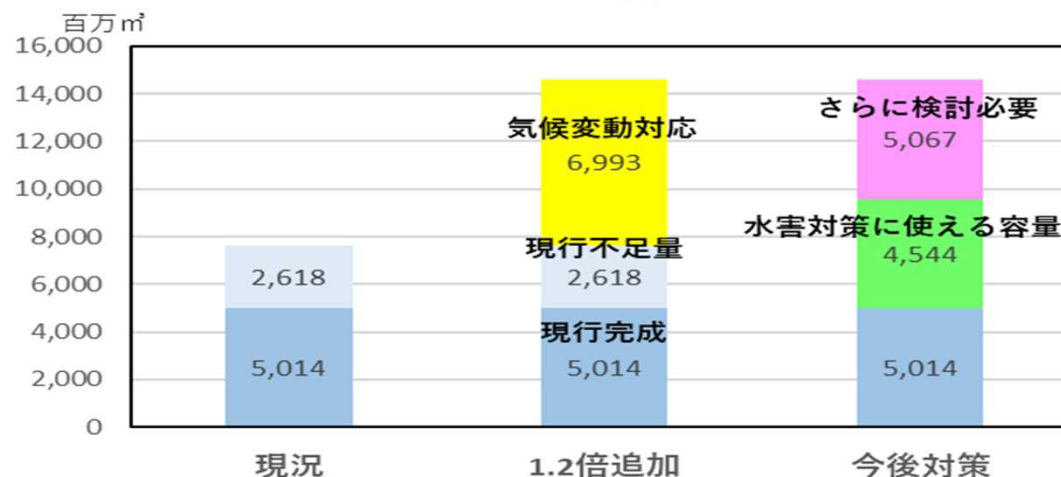 百万㎥
16,000
14,000
12,000
10,000
8,000
6,000
4,000
2,000
0
2,618
5,014
現況
気候変動対応
6,993
現行不足量
2,618
現行完成
5,014
1.2倍追加
さらに検討必要
5,067
水害対策に使える容量
4,544
5,014
今後対策